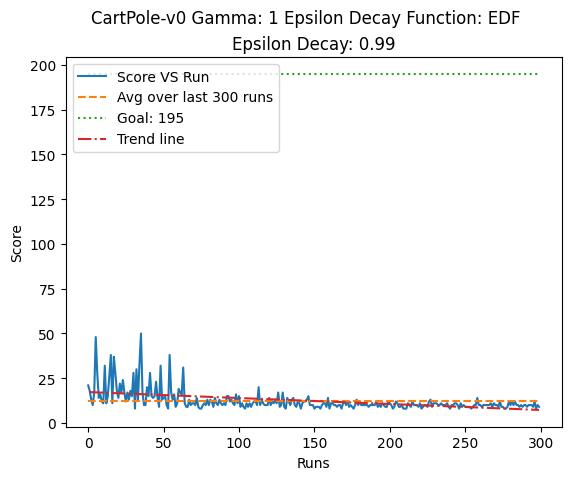 CartPole-v0 Gamma: 1 Epsilon Decay Function: EDF
Epsilon Decay: 0.99
Score VS Run
Avg over last 300 runs
Goal: 195
Trend line
Score
200
175
150
125
100
75
50
25
0
0 50 100 150 200 250 300
Runs